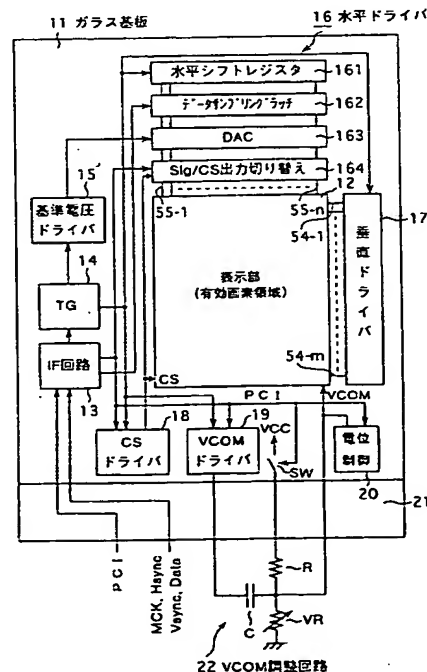 11 ガラス基板
16 水平ドライバ
水平シフトレジスタ
161
データサンプリングラッチ
162
DAC
163
Sig/CS出力切り替え
164
12
15'
基準電圧
ドライバ
55-1
55-n
54-1
17
垂直ドライバ
14
TG
表示部
(有効画素領域)
IF回路
13
54-m
CS
PCI
VCOM
18
CS
ドライバ
19
VCOM
ドライバ
VCC
SW
電位
制御
20
21
PCI
MCK, Hsync
Vsync, Data
R
C
VR
22 VCOM調整回路